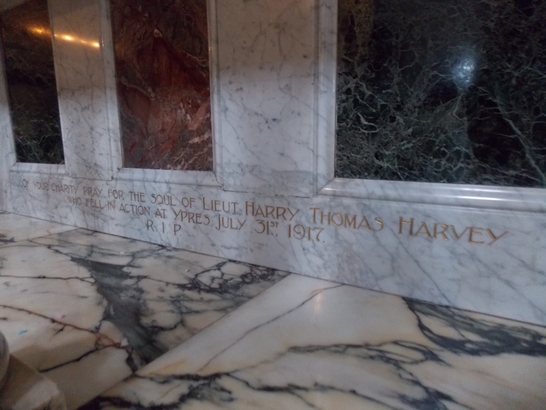 OF YOUR CHARITY PRAY FOR THE SOUL OF LIEUT. HARRY THOMAS HARVEY
WHO FELL IN ACTION AT YPRES JULY 31ST 1917.
R.I.P